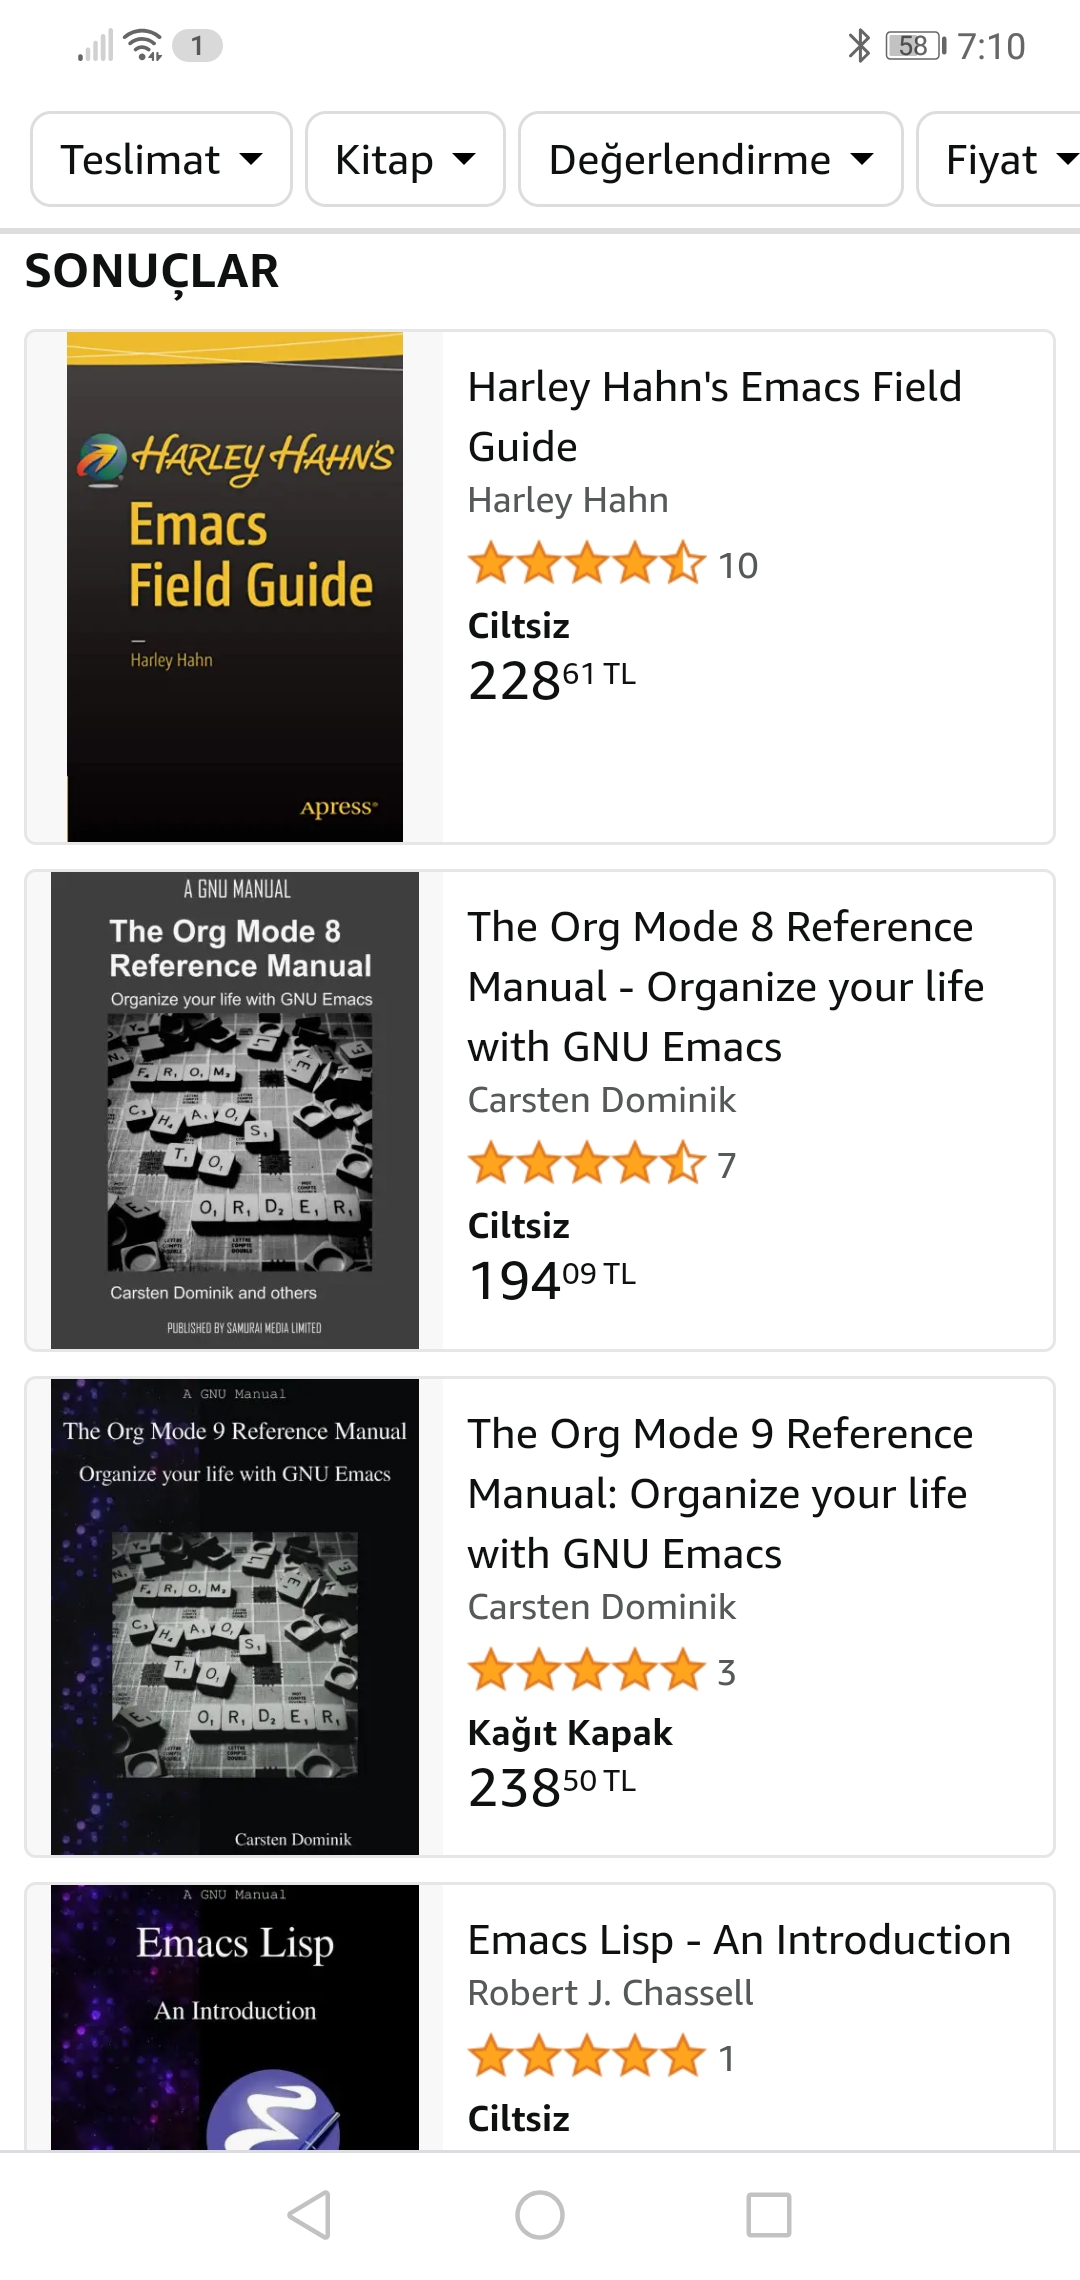 1
58 7:10
Teslimat Kitap Değerlendirme Fiyat
SONUÇLAR
HARLEY HAHN'S
Emacs
Field Guide
Harley Hahn
Apress®
Harley Hahn's Emacs Field
Guide
Harley Hahn
10
Ciltsiz
228 61 TL
A GNU MANUAL
The Org Mode 8
Reference Manual
Organize your life with GNU Emacs
F R O M
C H A O S
T O
O R D E R
Carsten Dominik and others
PUBLISHED BY SAMURAI MEDIA LIMITED
The Org Mode 8 Reference
Manual - Organize your life
with GNU Emacs
Carsten Dominik
7
Ciltsiz
194 09 TL
A GNU Manual
The Org Mode 9 Reference Manual
Organize your life with GNU Emacs
F R O M
C H A O S
T O
O R D E R
Carsten Dominik
The Org Mode 9 Reference
Manual: Organize your life
with GNU Emacs
Carsten Dominik
3
Kağıt Kapak
238 50 TL
A GNU Manual
Emacs Lisp
An Introduction
Emacs Lisp - An Introduction
Robert J. Chassell
1
Ciltsiz